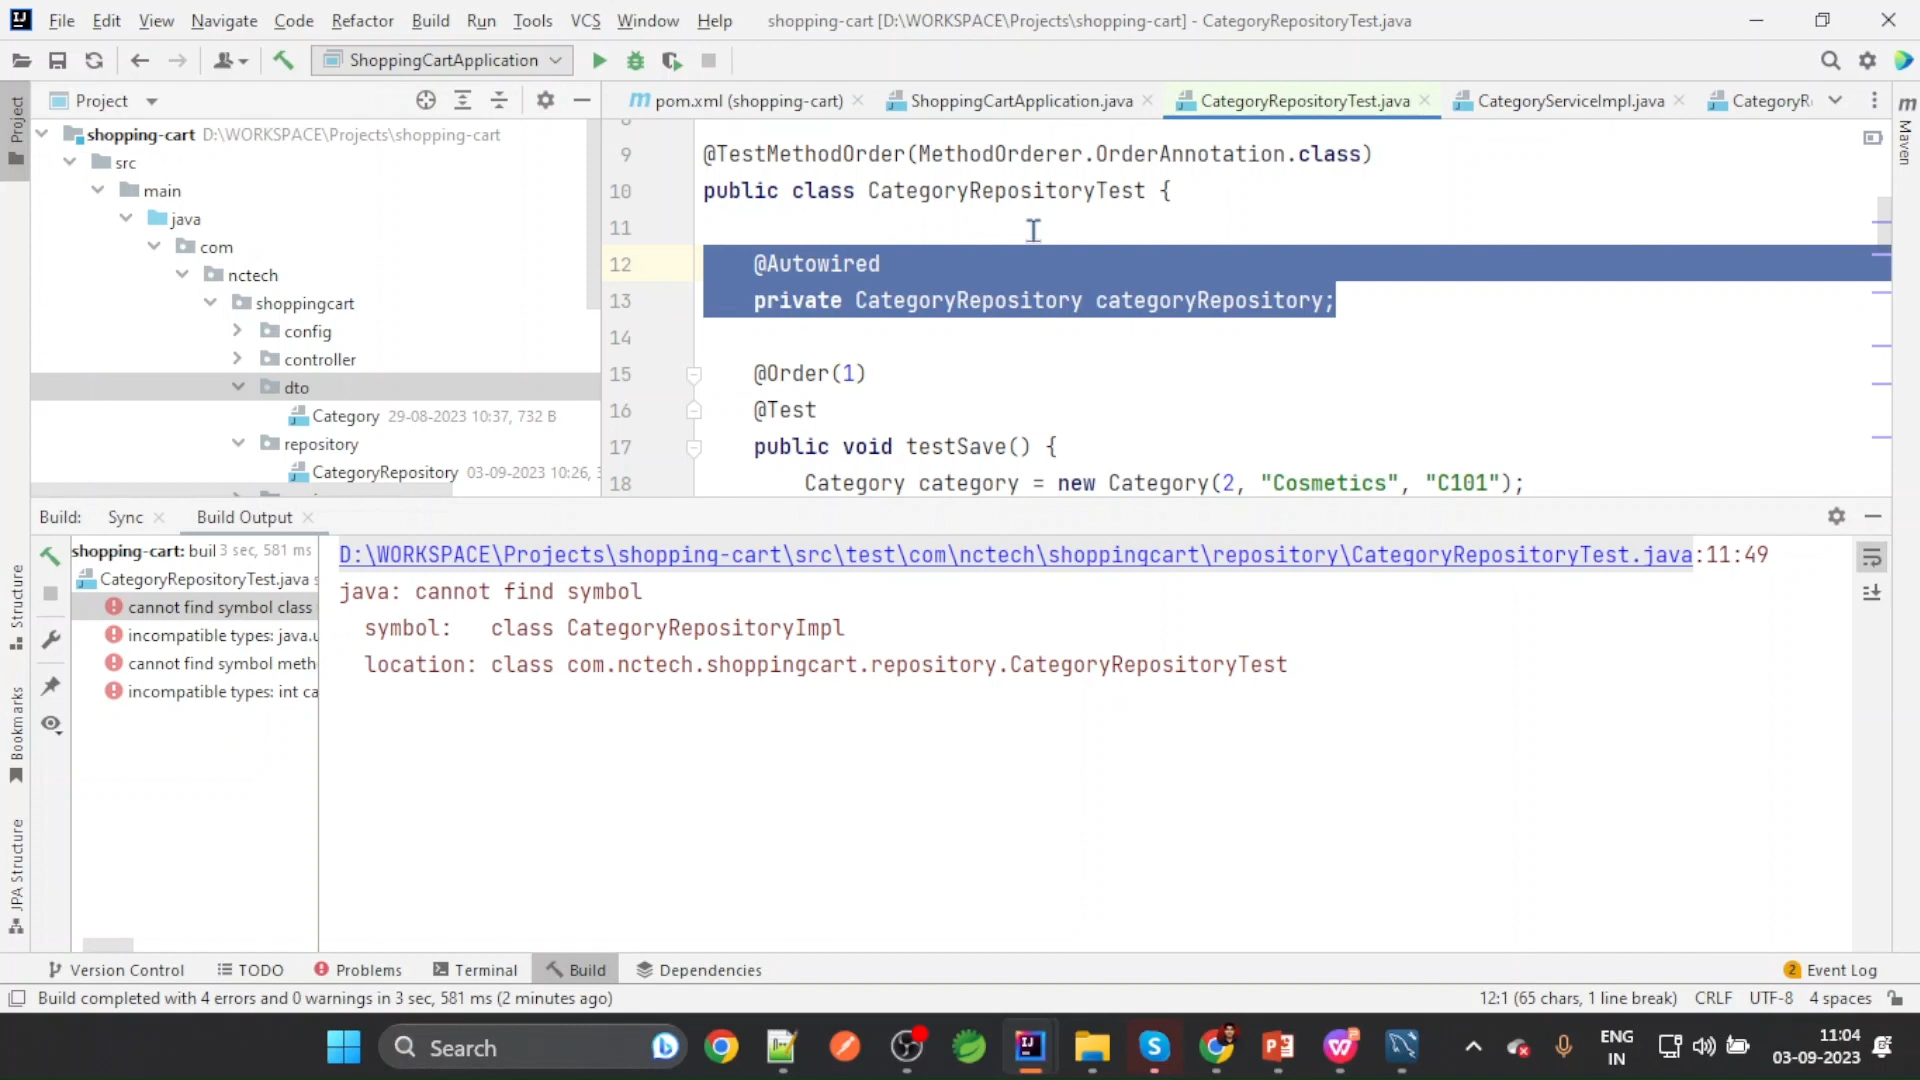 File Edit View Navigate Code Refactor Build Run Tools VCS Window Help shopping-cart [D:\WORKSPACE\Projects\shopping-cart] - CategoryRepositoryTest.java
ShoppingCartApplication
Project
pom.xml (shopping-cart) ShoppingCartApplication.java CategoryRepositoryTest.java CategoryServiceImpl.java CategoryR
Project
Maven
shopping-cart D:\WORKSPACE\Projects\shopping-cart
src
main
java
com
nctech
shoppingcart
config
controller
dto
Category 29-08-2023 10:37, 732 B
repository
CategoryRepository 03-09-2023 10:26,
9 @TestMethodOrder(MethodOrderer.OrderAnnotation.class)
10 public class CategoryRepositoryTest {
11
12 @Autowired
13 private CategoryRepository categoryRepository;
14
15 @Order(1)
16 @Test
17 public void testSave() {
18 Category category = new Category(2, "Cosmetics", "C101");
Build: Sync Build Output
shopping-cart: buil 3 sec, 581 ms
CategoryRepositoryTest.java s
cannot find symbol class
incompatible types: java.u
cannot find symbol meth
incompatible types: int ca
D:\WORKSPACE\Projects\shopping-cart\src\test\com\nctech\shoppingcart\repository\CategoryRepositoryTest.java:11:49
java: cannot find symbol
symbol: class CategoryRepositoryImpl
location: class com.nctech.shoppingcart.repository.CategoryRepositoryTest
Structure
Bookmarks
JPA Structure
Version Control TODO Problems Terminal Build Dependencies 2 Event Log
Build completed with 4 errors and 0 warnings in 3 sec, 581 ms (2 minutes ago) 12:1 (65 chars, 1 line break) CRLF UTF-8 4 spaces
Search
ENG
IN
11:04
03-09-2023